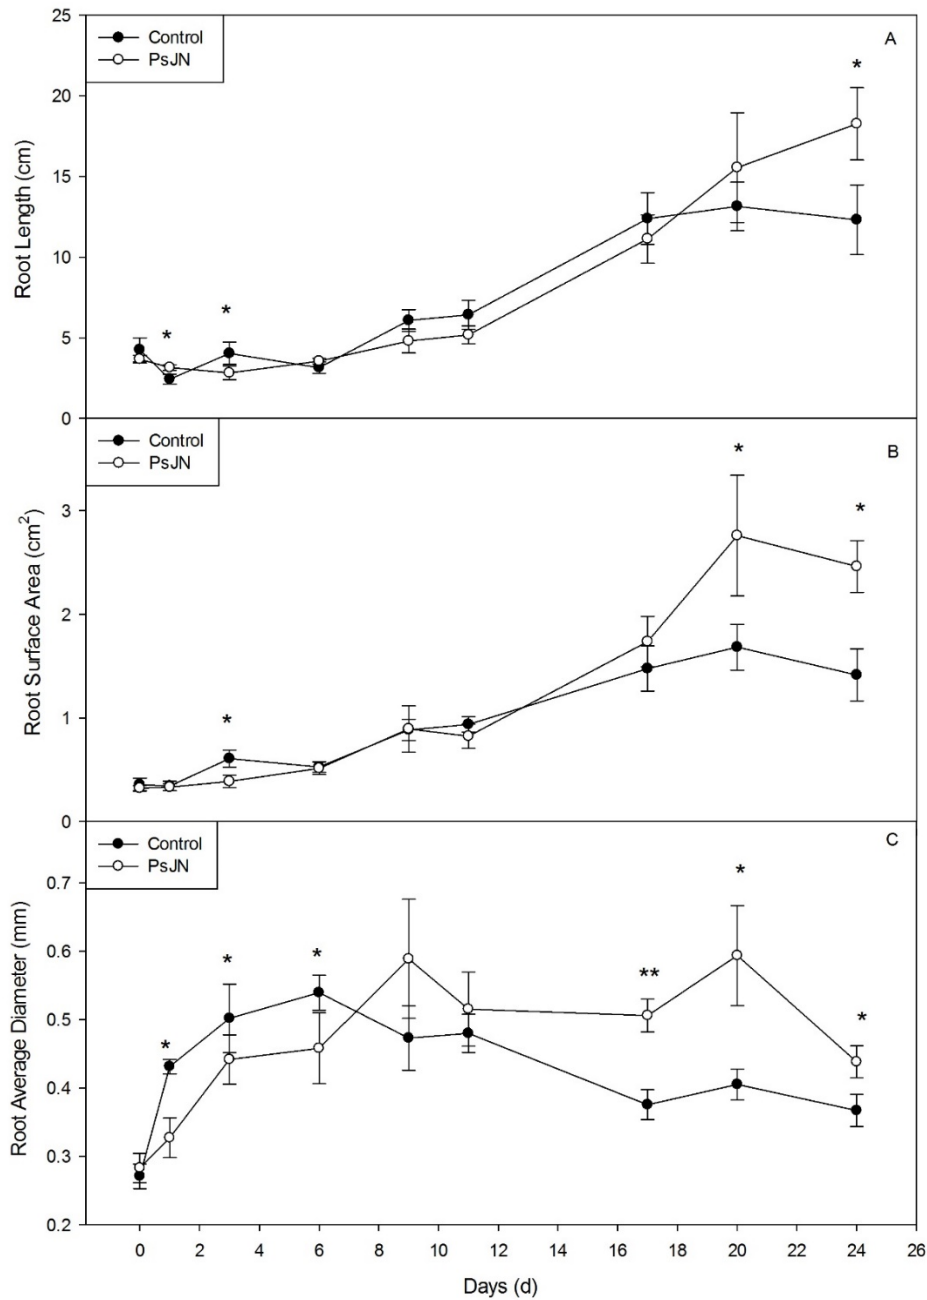 Control
PsJN
A
25
20
15
10
5
0
Root Length (cm)
*
*
*
Control
PsJN
B
3
2
1
0
Root Surface Area (cm²)
*
*
*
Control
PsJN
C
0.7
0.6
0.5
0.4
0.3
0.2
Root Average Diameter (mm)
*
*
*
**
*
*
0 2 4 6 8 10 12 14 16 18 20 22 24 26
Days (d)